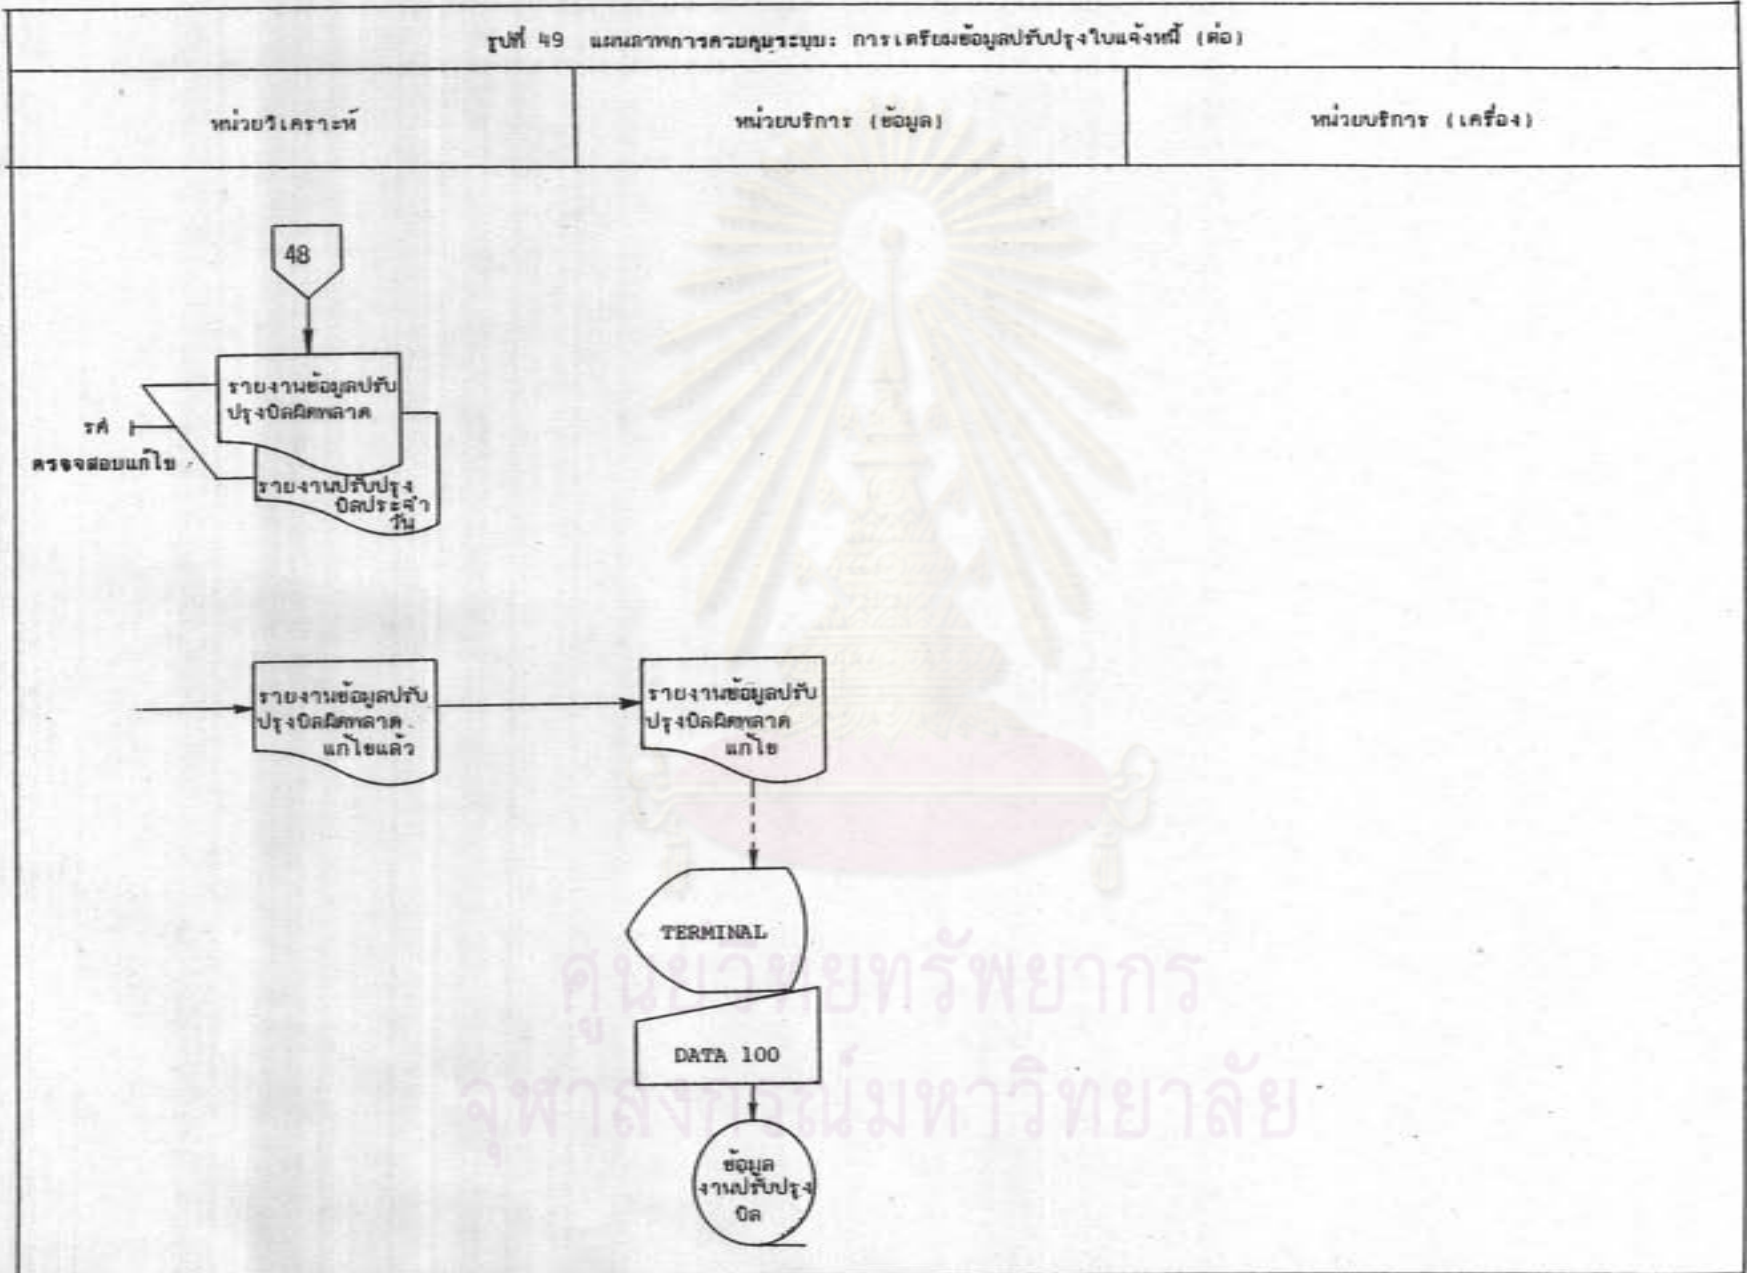 รูปที่ 49 แผนภาพการควบคุมระบบ: การเตรียมข้อมูลปรับปรุงใบแจ้งหนี้ (ต่อ)
หน่วยวิเคราะห์
หน่วยบริการ (ข้อมูล)
หน่วยบริการ (เครื่อง)
48
รายงานข้อมูลปรับ
ปรุงบิลผิดพลาด
ตรวจสอบแก้ไข
รายงานปรับปรุง
บิลประจำ
วัน
รายงานข้อมูลปรับ
ปรุงบิลผิดพลาด
แก้ไขแล้ว
รายงานข้อมูลปรับ
ปรุงบิลผิดพลาด
แก้ไข
TERMINAL
ศูนย์วิทยทรัพยากร
DATA 100
จุฬาลงกรณ์มหาวิทยาลัย
ข้อมูล
งานปรับปรุง
บิล